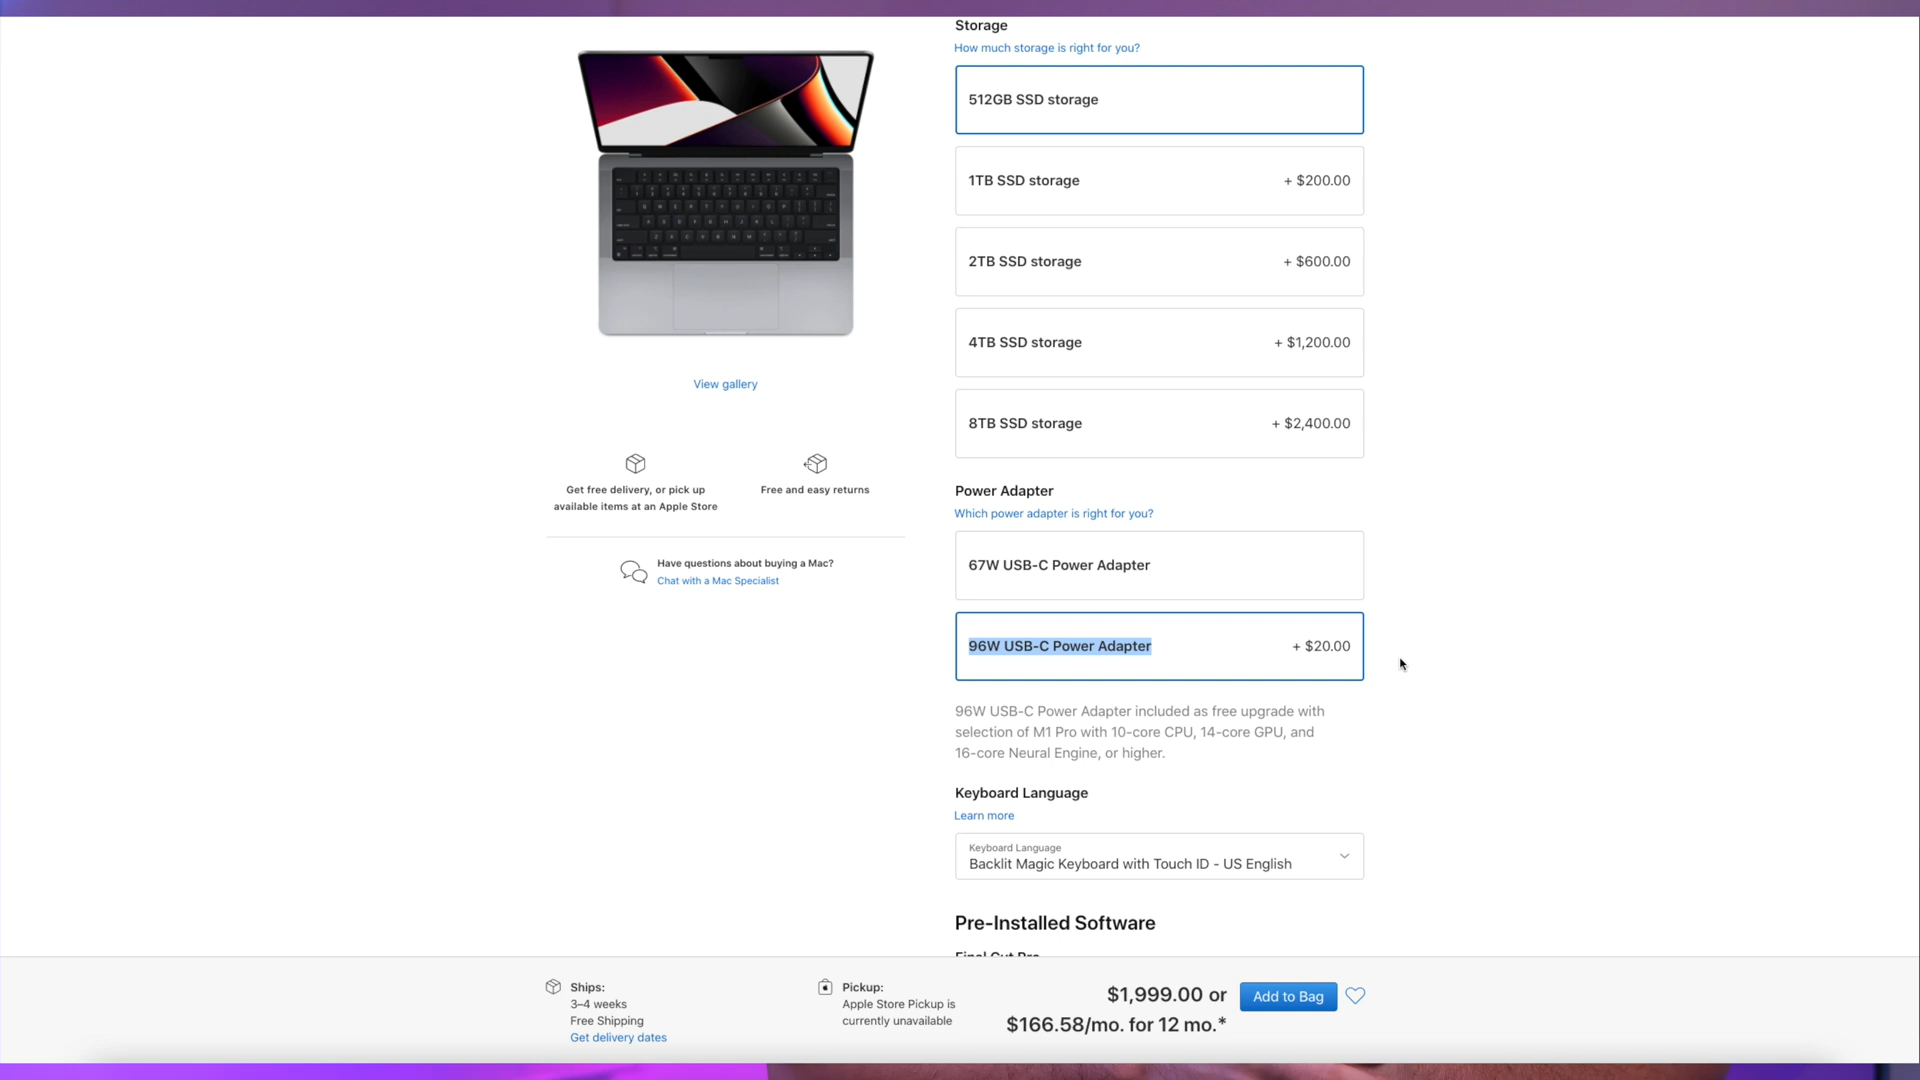 Storage
How much storage is right for you?
512GB SSD storage
1TB SSD storage + $200.00
2TB SSD storage + $600.00
4TB SSD storage + $1,200.00
8TB SSD storage + $2,400.00
View gallery
Get free delivery, or pick up
available items at an Apple Store
Free and easy returns
Have questions about buying a Mac?
Chat with a Mac Specialist
Power Adapter
Which power adapter is right for you?
67W USB-C Power Adapter
96W USB-C Power Adapter + $20.00
96W USB-C Power Adapter included as free upgrade with
selection of M1 Pro with 10-core CPU, 14-core GPU, and
16-core Neural Engine, or higher.
Keyboard Language
Learn more
Keyboard Language
Backlit Magic Keyboard with Touch ID - US English
Pre-Installed Software
Final Cut Pro
Ships:
3–4 weeks
Free Shipping
Get delivery dates
Pickup:
Apple Store Pickup is
currently unavailable
$1,999.00 or
$166.58/mo. for 12 mo.*
Add to Bag